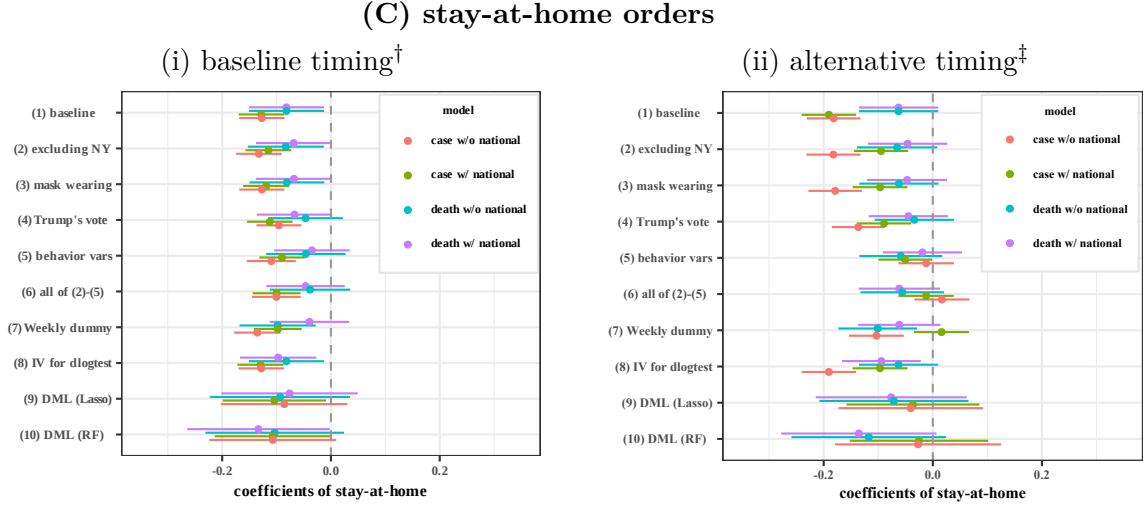 (C) stay-at-home orders
(i) baseline timing†
(1) baseline
(2) excluding NY
(3) mask wearing
(4) Trump's vote
(5) behavior vars
(6) all of (2)-(5)
(7) Weekly dummy
(8) IV for dlogtest
(9) DML (Lasso)
(10) DML (RF)
model
case w/o national
case w/ national
death w/o national
death w/ national
-0.2
0.0
0.2
coefficients of stay-at-home
(ii) alternative timing‡
(1) baseline
(2) excluding NY
(3) mask wearing
(4) Trump's vote
(5) behavior vars
(6) all of (2)-(5)
(7) Weekly dummy
(8) IV for dlogtest
(9) DML (Lasso)
(10) DML (RF)
model
case w/o national
case w/ national
death w/o national
death w/ national
-0.2
0.0
0.2
coefficients of stay-at-home